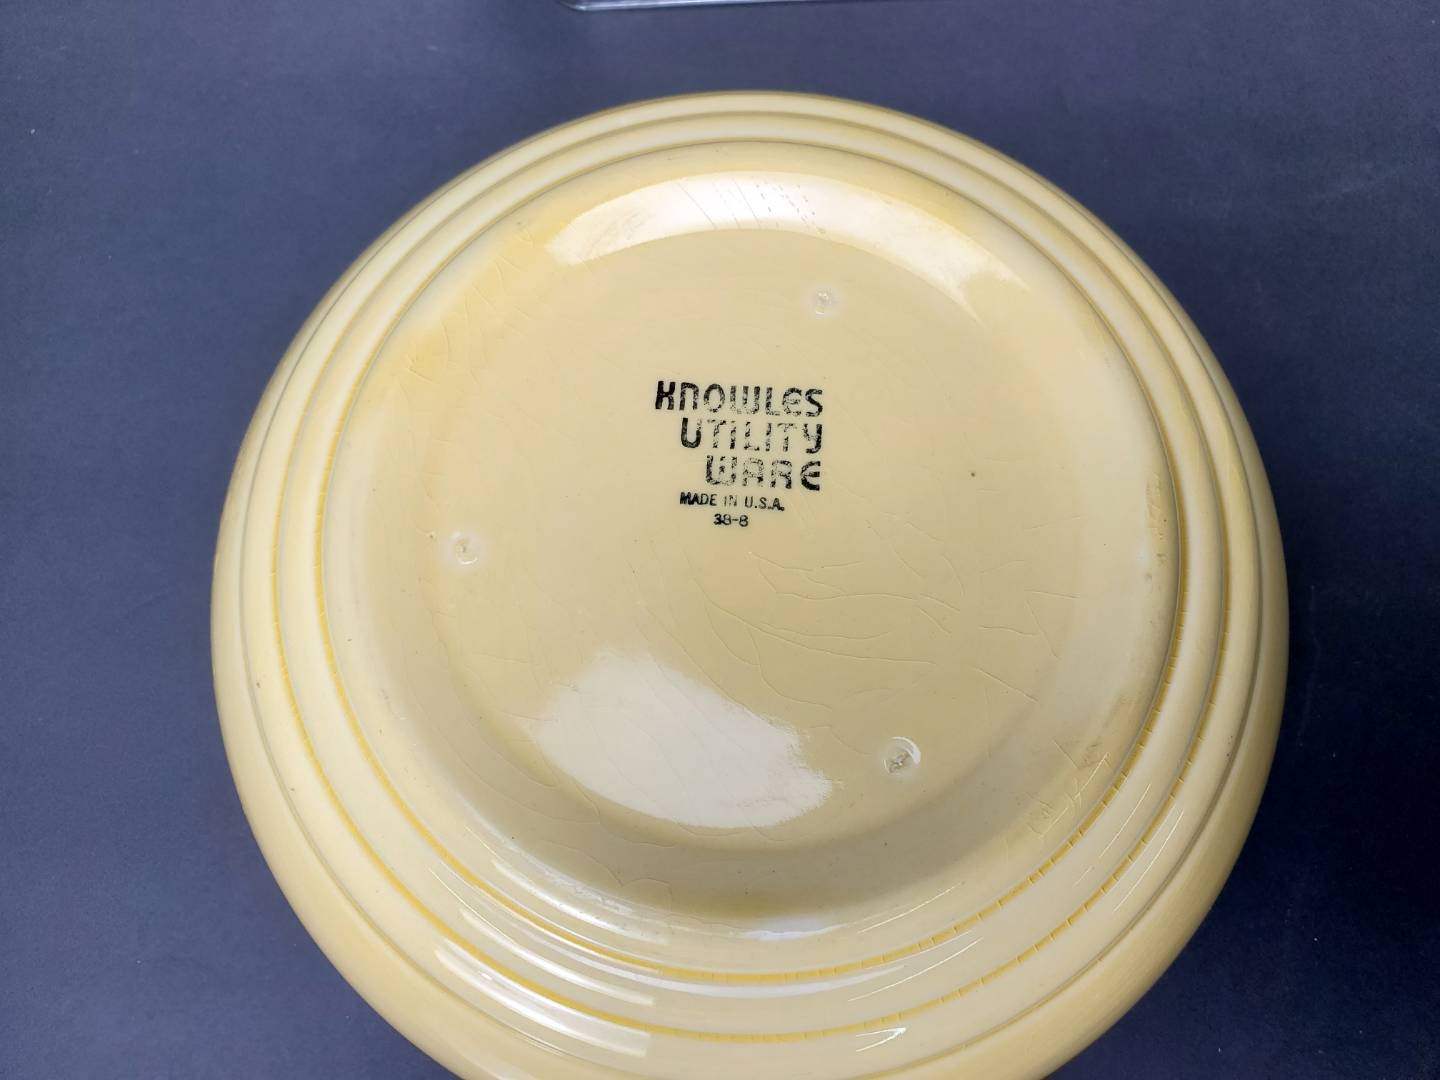 KNOWLES
UTILITY
WARE
MADE IN U.S.A.
38-8